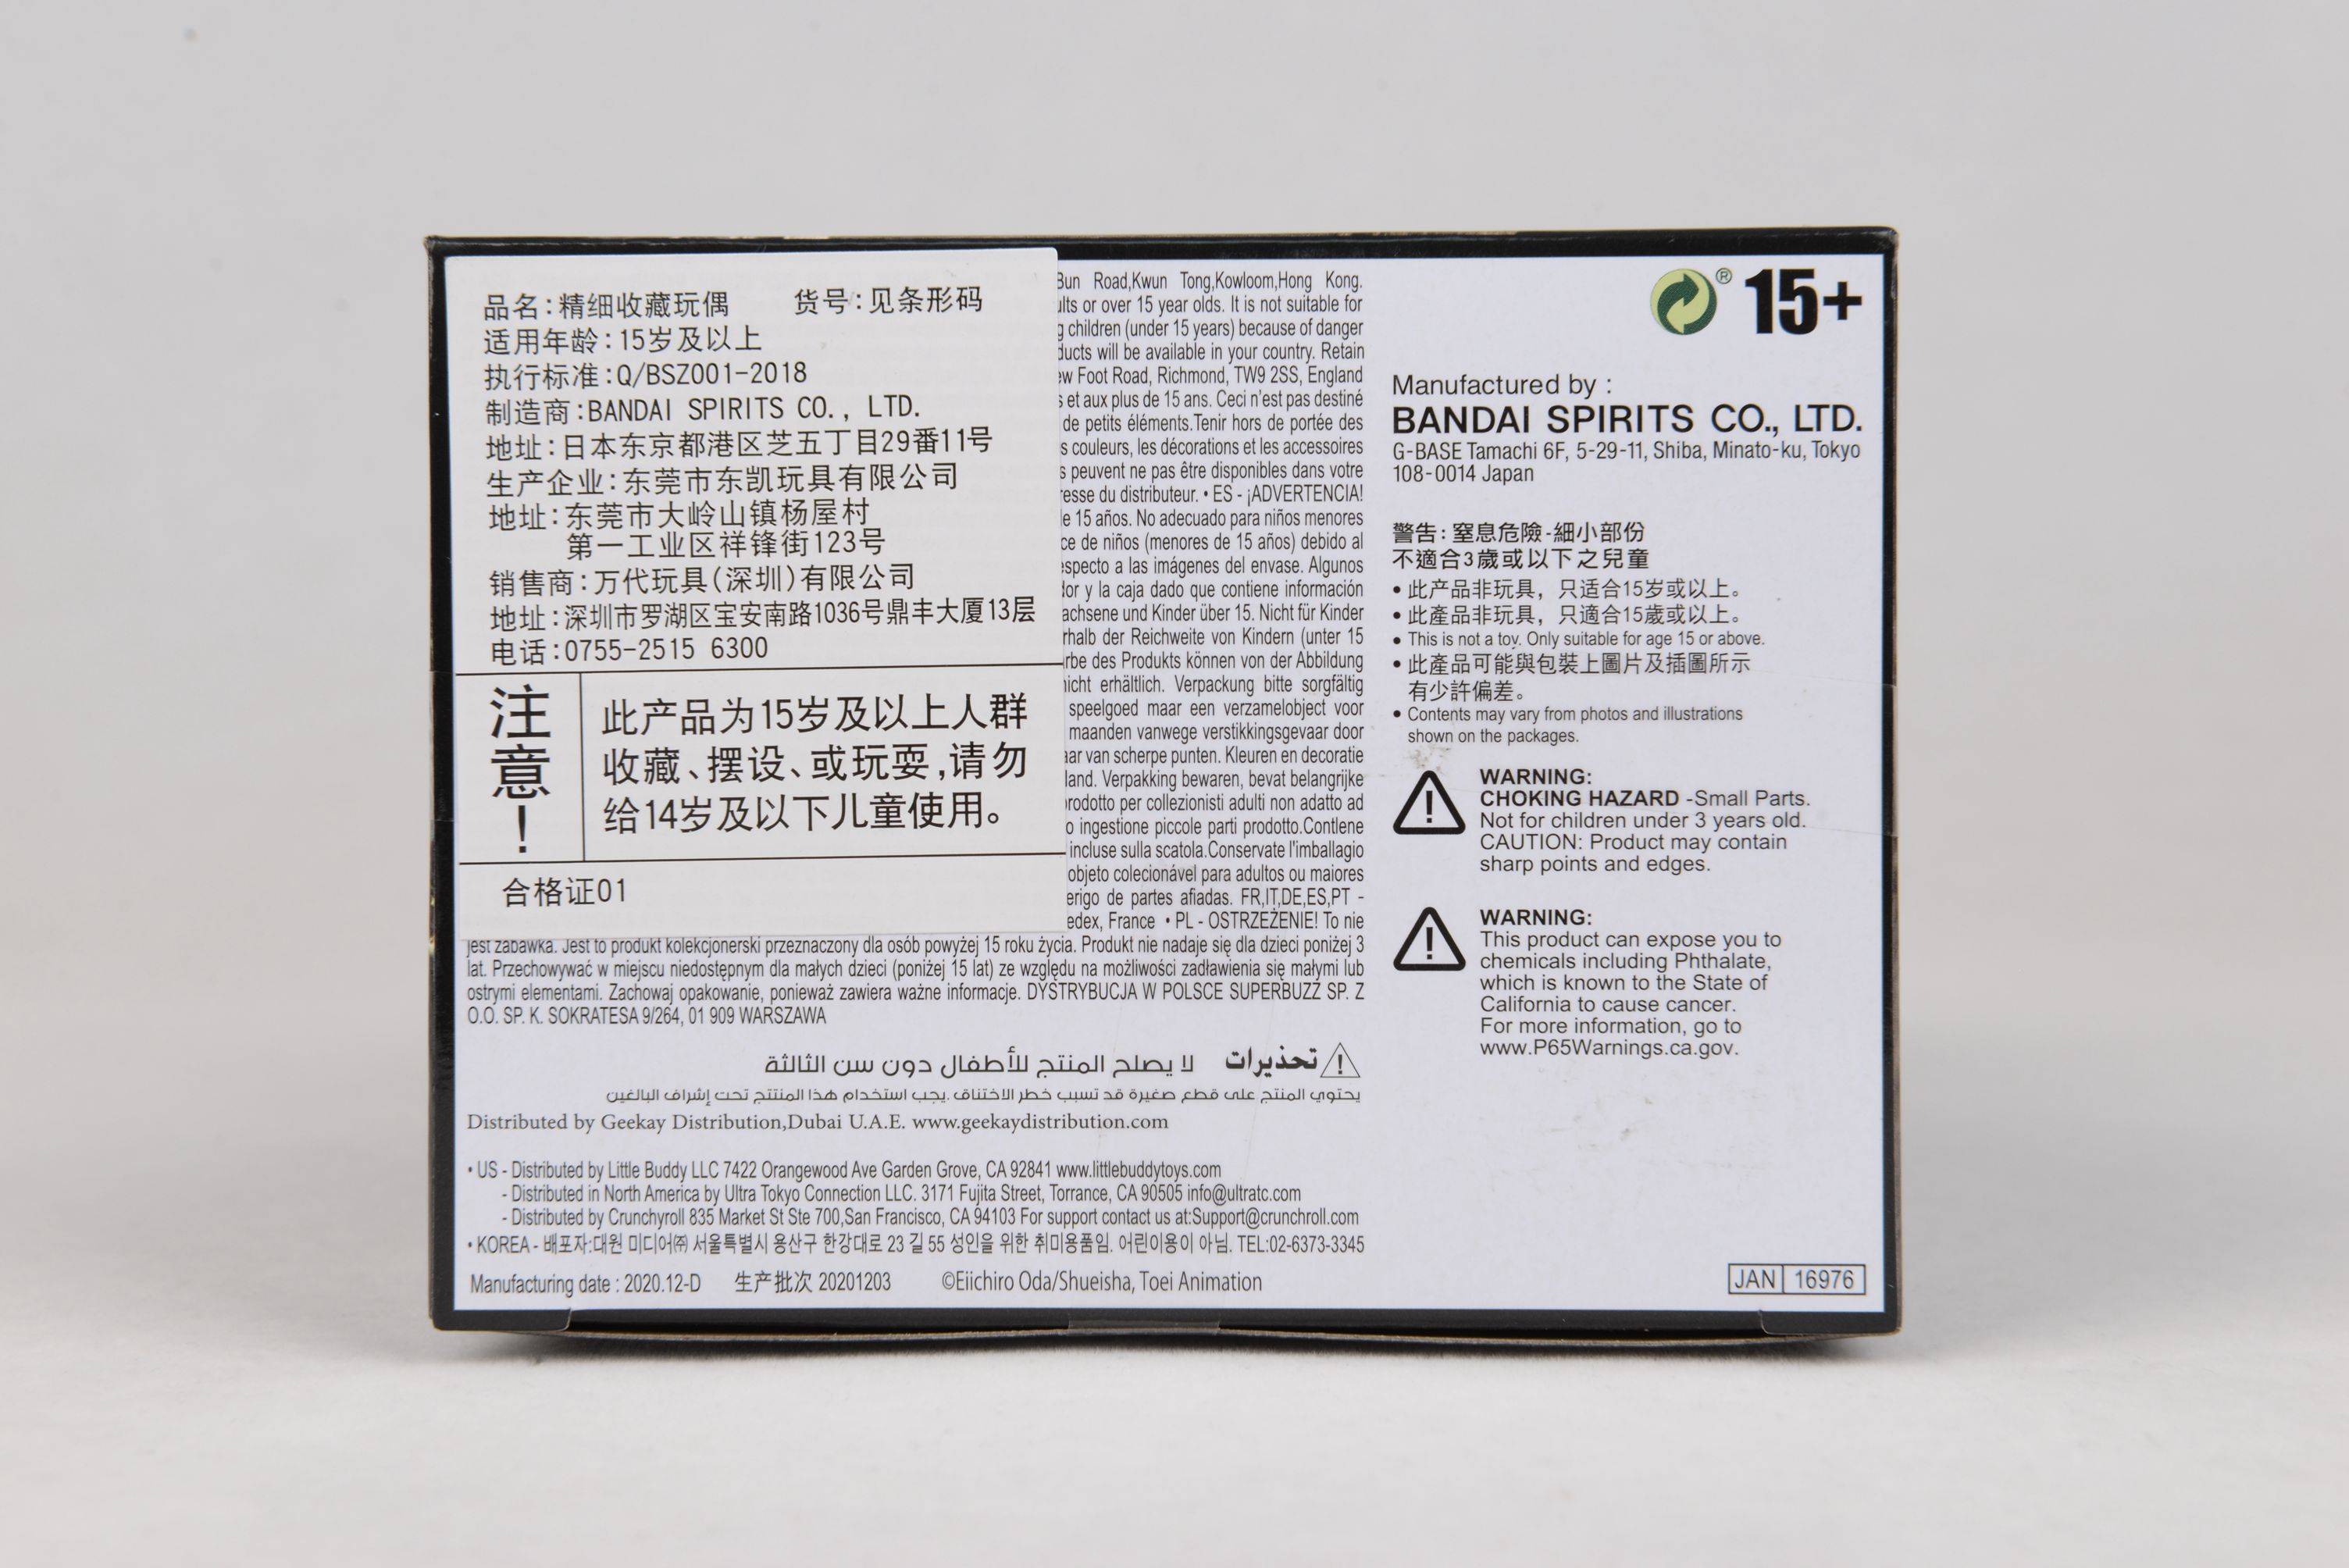 品名:精细收藏玩偶 货号:见条形码
适用年龄:15岁及以上
执行标准:Q/BSZ001-2018
制造商:BANDAI SPIRITS CO., LTD.
地址:日本东京都港区芝五丁目29番11号
生产企业:东莞市东凯玩具有限公司
地址:东莞市大岭山镇杨屋村
第一工业区祥锋街123号
销售商:万代玩具(深圳)有限公司
地址:深圳市罗湖区宝安南路1036号鼎丰大厦13层
电话:0755-2515 6300
注意!
此产品为15岁及以上人群
收藏、摆设、或玩耍,请勿
给14岁及以下儿童使用。
合格证01
Road,Kwun Tong,Kowloom,Hong Kong.
or over 15 year olds. It is not suitable for
children (under 15 years) because of danger
will be available in your country. Retain
Foot Road, Richmond, TW9 2SS, England
et aux plus de 15 ans. Ceci n'est pas destiné
de petits éléments.Tenir hors de portée des
couleurs, les décorations et les accessoires
peuvent ne pas être disponibles dans votre
du distributeur. • ES - ¡ADVERTENCIA!
15 años. No adecuado para niños menores
de niños (menores de 15 años) debido al
a las imágenes del envase. Algunos
y la caja dado que contiene información
und Kinder über 15. Nicht für Kinder
der Reichweite von Kindern (unter 15
des Produkts können von der Abbildung
erhältlich. Verpackung bitte sorgfältig
speelgoed maar een verzamelobject voor
maanden vanwege verstikkingsgevaar door
van scherpe punten. Kleuren en decoratie
Verpakking bewaren, bevat belangrijke
per collezionisti adulti non adatto ad
o ingestione piccole parti prodotto.Contlene
incluse sulla scatola.Conservate l'imballagio
objeto colecionável para adultos ou maiores
de partes afiadas. FR,IT,DE,ES,PT -
France • PL - OSTRZEŻENIE! To nie
jest zabawka. Jest to produkt kolekcjonerski przeznaczony dla osób powyżej 15 roku życia. Produkt nie nadaje się dla dzieci poniżej 3
lat. Przechowywać w miejscu niedostępnym dla małych dzieci (poniżej 15 lat) ze względu na możliwości zadławienia się małymi lub
ostrymi elementami. Zachowaj opakowanie, ponieważ zawiera ważne informacje. DYSTRYBUCJA W POLSCE SUPERBUZZ SP. Z
O.O. SP. K. SOKRATESA 9/264, 01 909 WARSZAWA
تحذيرات لا يصلح المنتج للأطفال دون سن الثالثة
يحتوي المنتج على قطع صغيرة قد تسبب خطر الاختناق .يجب استخدام هذا المنتتج تحت إشراف البالغين
Distributed by Geekay Distribution,Dubai U.A.E. www.geekaydistribution.com
• US - Distributed by Little Buddy LLC 7422 Orangewood Ave Garden Grove, CA 92841 www.littlebuddytoys.com
- Distributed in North America by Ultra Tokyo Connection LLC. 3171 Fujita Street, Torrance, CA 90505 info@ultratc.com
- Distributed by Crunchyroll 835 Market St Ste 700,San Francisco, CA 94103 For support contact us at:Support@crunchroll.com
• KOREA - 배포자:대원 미디어㈜ 서울특별시 용산구 한강대로 23 길 55 성인을 위한 취미용품임. 어린이용이 아님. TEL:02-6373-3345
Manufacturing date : 2020.12-D 生产批次 20201203 ©Eiichiro Oda/Shueisha, Toei Animation
® 15+
Manufactured by :
BANDAI SPIRITS CO., LTD.
G-BASE Tamachi 6F, 5-29-11, Shiba, Minato-ku, Tokyo
108-0014 Japan
警告: 窒息危險-細小部份
不適合3歲或以下之兒童
• 此产品非玩具，只适合15岁或以上。
• 此產品非玩具，只適合15歲或以上。
• This is not a toy. Only suitable for age 15 or above.
• 此產品可能與包裝上圖片及插圖所示
有少許偏差。
• Contents may vary from photos and illustrations
shown on the packages.
WARNING:
CHOKING HAZARD -Small Parts.
Not for children under 3 years old.
CAUTION: Product may contain
sharp points and edges.
WARNING:
This product can expose you to
chemicals including Phthalate,
which is known to the State of
California to cause cancer.
For more information, go to
www.P65Warnings.ca.gov.
JAN 16976